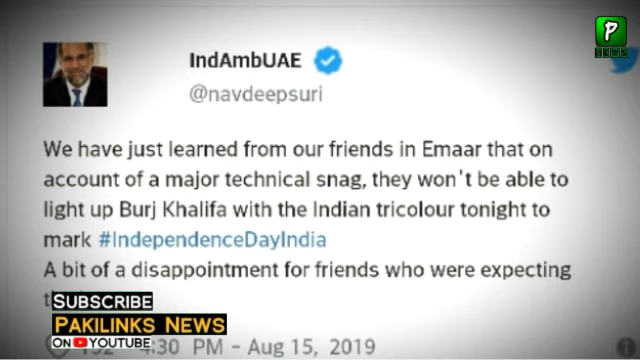 P
NEWS
IndAmbUAE
@navdeepsuri
We have just learned from our friends in Emaar that on
account of a major technical snag, they won't be able to
light up Burj Khalifa with the Indian tricolour tonight to
mark #IndependenceDayIndia
A bit of a disappointment for friends who were expecting
SUBSCRIBE
PAKILINKS NEWS
ON YOUTUBE
4:30 PM - Aug 15, 2019